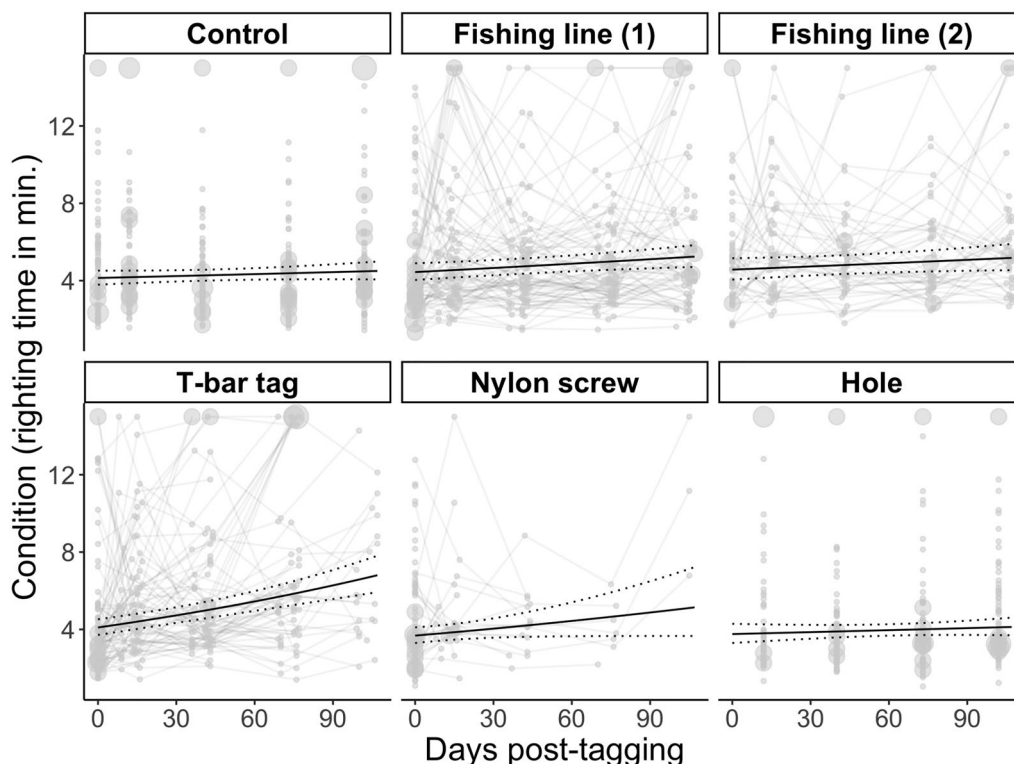 Control
Fishing line (1)
Fishing line (2)
12
8
4
T-bar tag
Nylon screw
Hole
12
8
4
0 30 60 90
0 30 60 90
0 30 60 90
Condition (righting time in min.)
Days post-tagging